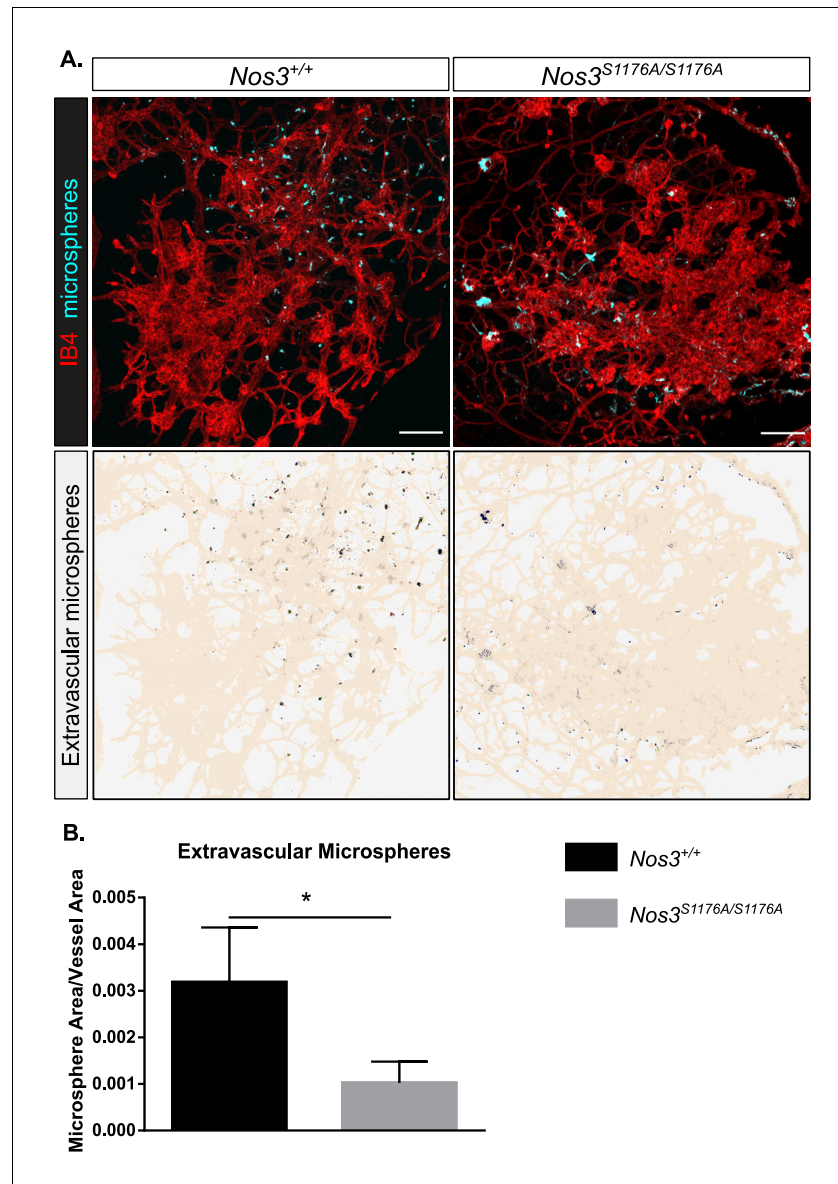 A.
Nos3+/+
Nos3S1176A/S1176A
IB4 microspheres
Extravascular microspheres
B.
Extravascular Microspheres
Microsphere Area/Vessel Area
0.005
0.004
0.003
0.002
0.001
0.000
*
Nos3+/+
Nos3S1176A/S1176A